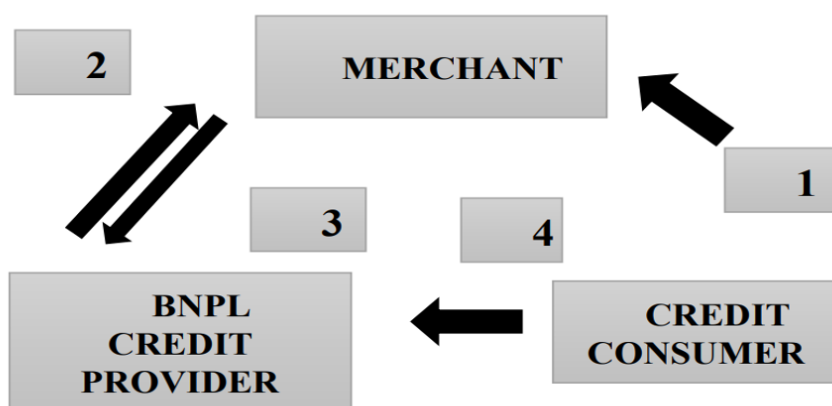 2
MERCHANT
1
3
4
BNPL
CREDIT
PROVIDER
CREDIT
CONSUMER